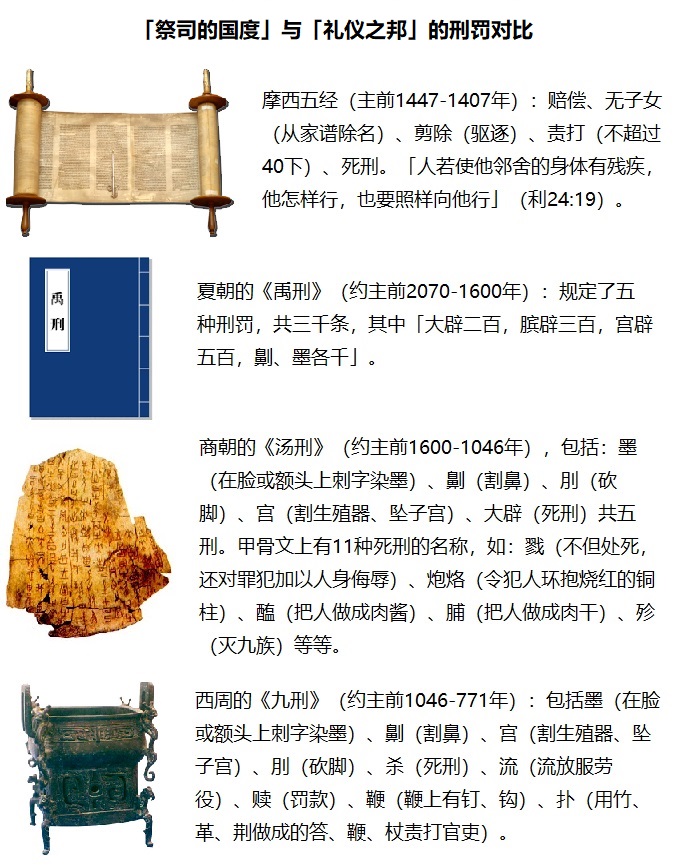 「祭司的国度」与「礼仪之邦」的刑罚对比
摩西五经（主前1447-1407年）：赔偿、无子女
（从家谱除名）、剪除（驱逐）、责打（不超过
40下）、死刑。「人若使他邻舍的身体有残疾，
他怎样行，也要照样向他行」（利24:19）。
禹刑
夏朝的《禹刑》（约主前2070-1600年）：规定了五
种刑罚，共三千条，其中「大辟二百，膑辟三百，宫辟
五百，劓、墨各千」。
商朝的《汤刑》（约主前1600-1046年），包括：墨
（在脸或额头上刺字染墨）、劓（割鼻）、刖（砍
脚）、宫（割生殖器、坠子宫）、大辟（死刑）共五
刑。甲骨文上有11种死刑的名称，如：戮（不但处死，
还对罪犯加以人身侮辱）、炮烙（令犯人环抱烧红的铜
柱）、醢（把人做成肉酱）、脯（把人做成肉干）、殄
（灭九族）等等。
西周的《九刑》（约主前1046-771年）：包括墨（在脸
或额头上刺字染墨）、劓（割鼻）、宫（割生殖器、坠
子宫）、刖（砍脚）、杀（死刑）、流（流放服劳
役）、赎（罚款）、鞭（鞭上有钉、钩）、扑（用竹、
革、荆做成的笞、鞭、杖责打官吏）。